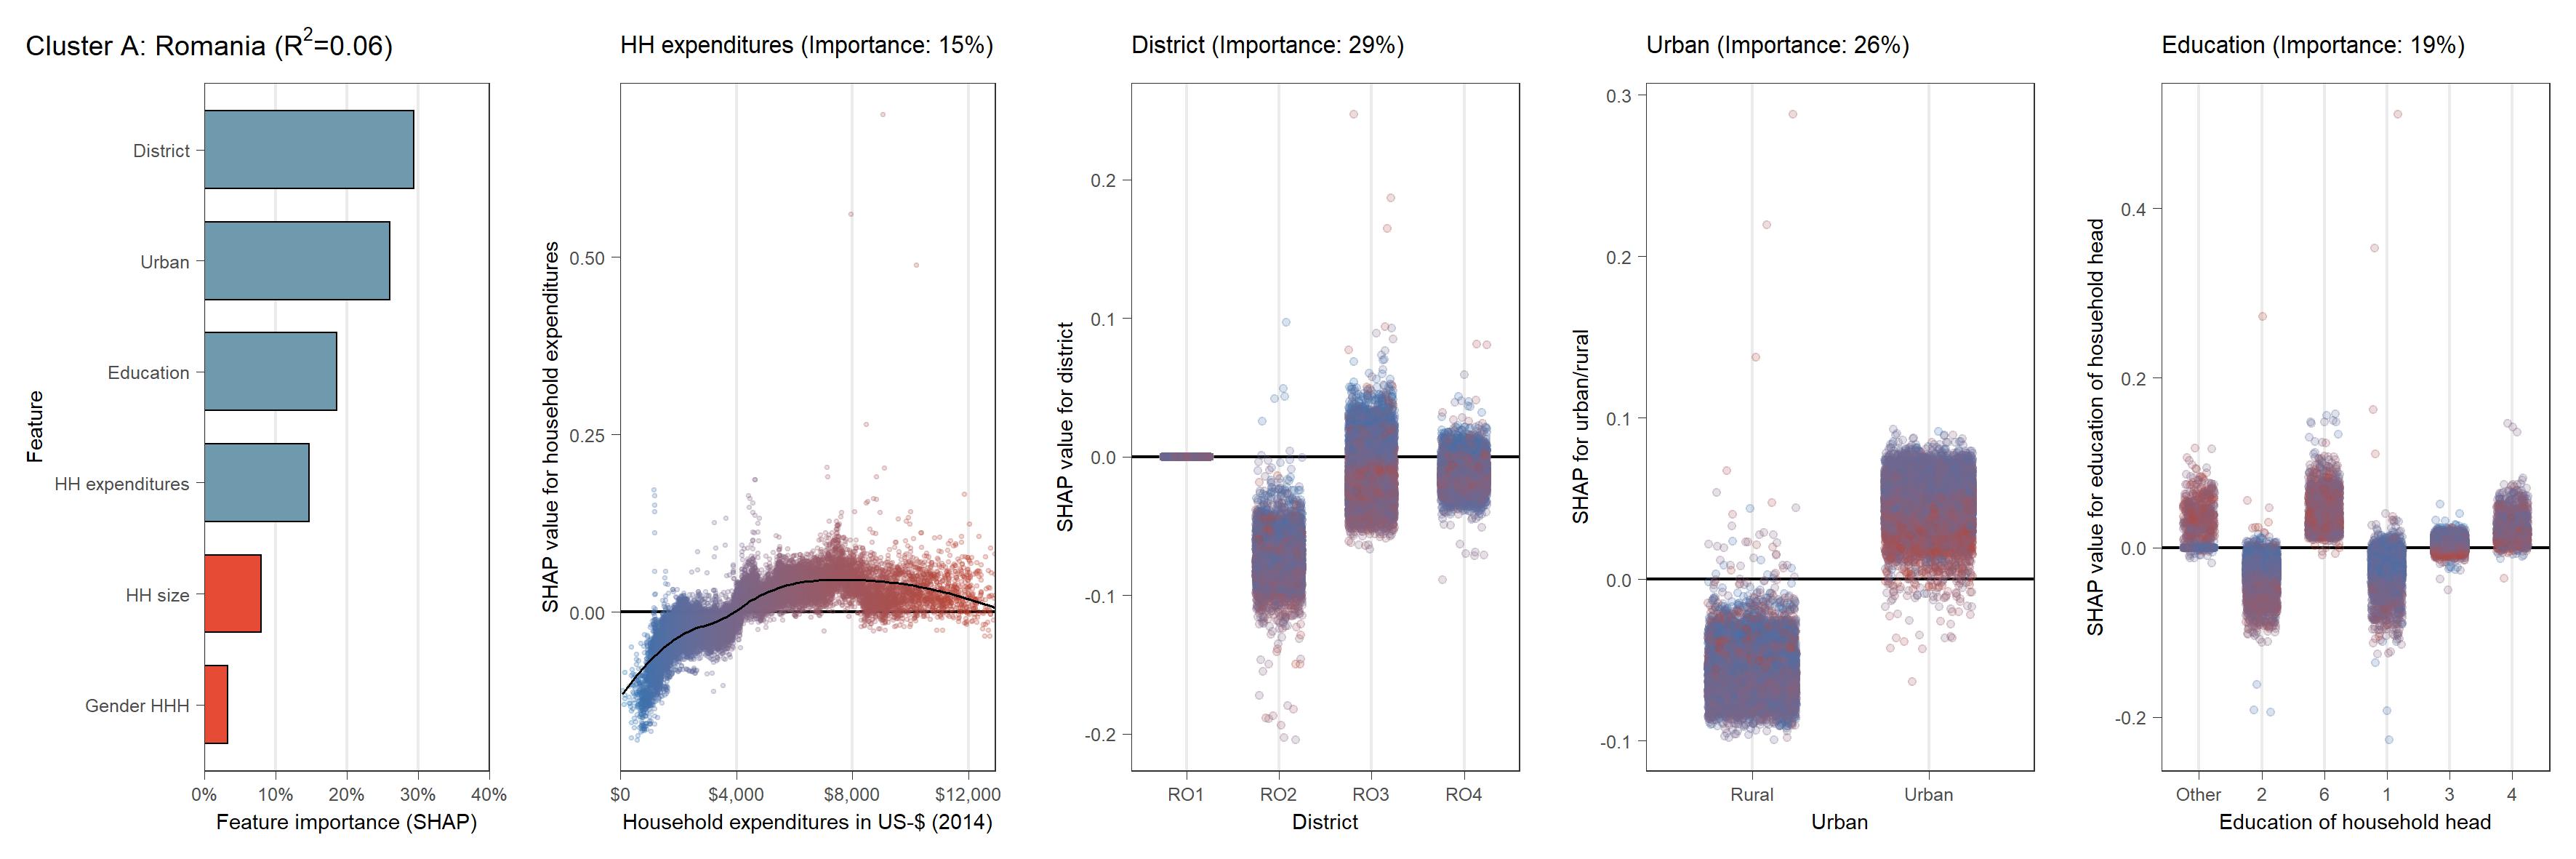 Cluster A: Romania (R²=0.06)
Feature
District
Urban
Education
HH expenditures
HH size
Gender HHH
0% 10% 20% 30% 40%
Feature importance (SHAP)
HH expenditures (Importance: 15%)
SHAP value for household expenditures
0.50
0.25
0.00
$0 $4,000 $8,000 $12,000
Household expenditures in US-$ (2014)
District (Importance: 29%)
SHAP value for district
0.2
0.1
0.0
-0.1
-0.2
RO1 RO2 RO3 RO4
District
Urban (Importance: 26%)
SHAP for urban/rural
0.3
0.2
0.1
0.0
-0.1
Rural Urban
Urban
Education (Importance: 19%)
SHAP value for education of hosuehold head
0.4
0.2
0.0
-0.2
Other 2 6 1 3 4
Education of household head